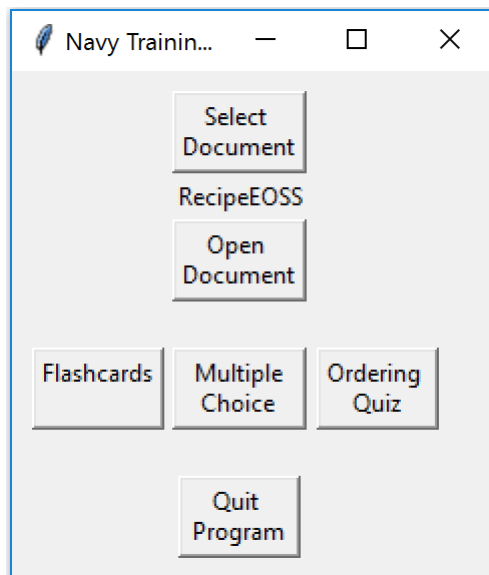 Navy Trainin...
Select
Document
RecipeEOSS
Open
Document
Flashcards
Multiple
Choice
Ordering
Quiz
Quit
Program